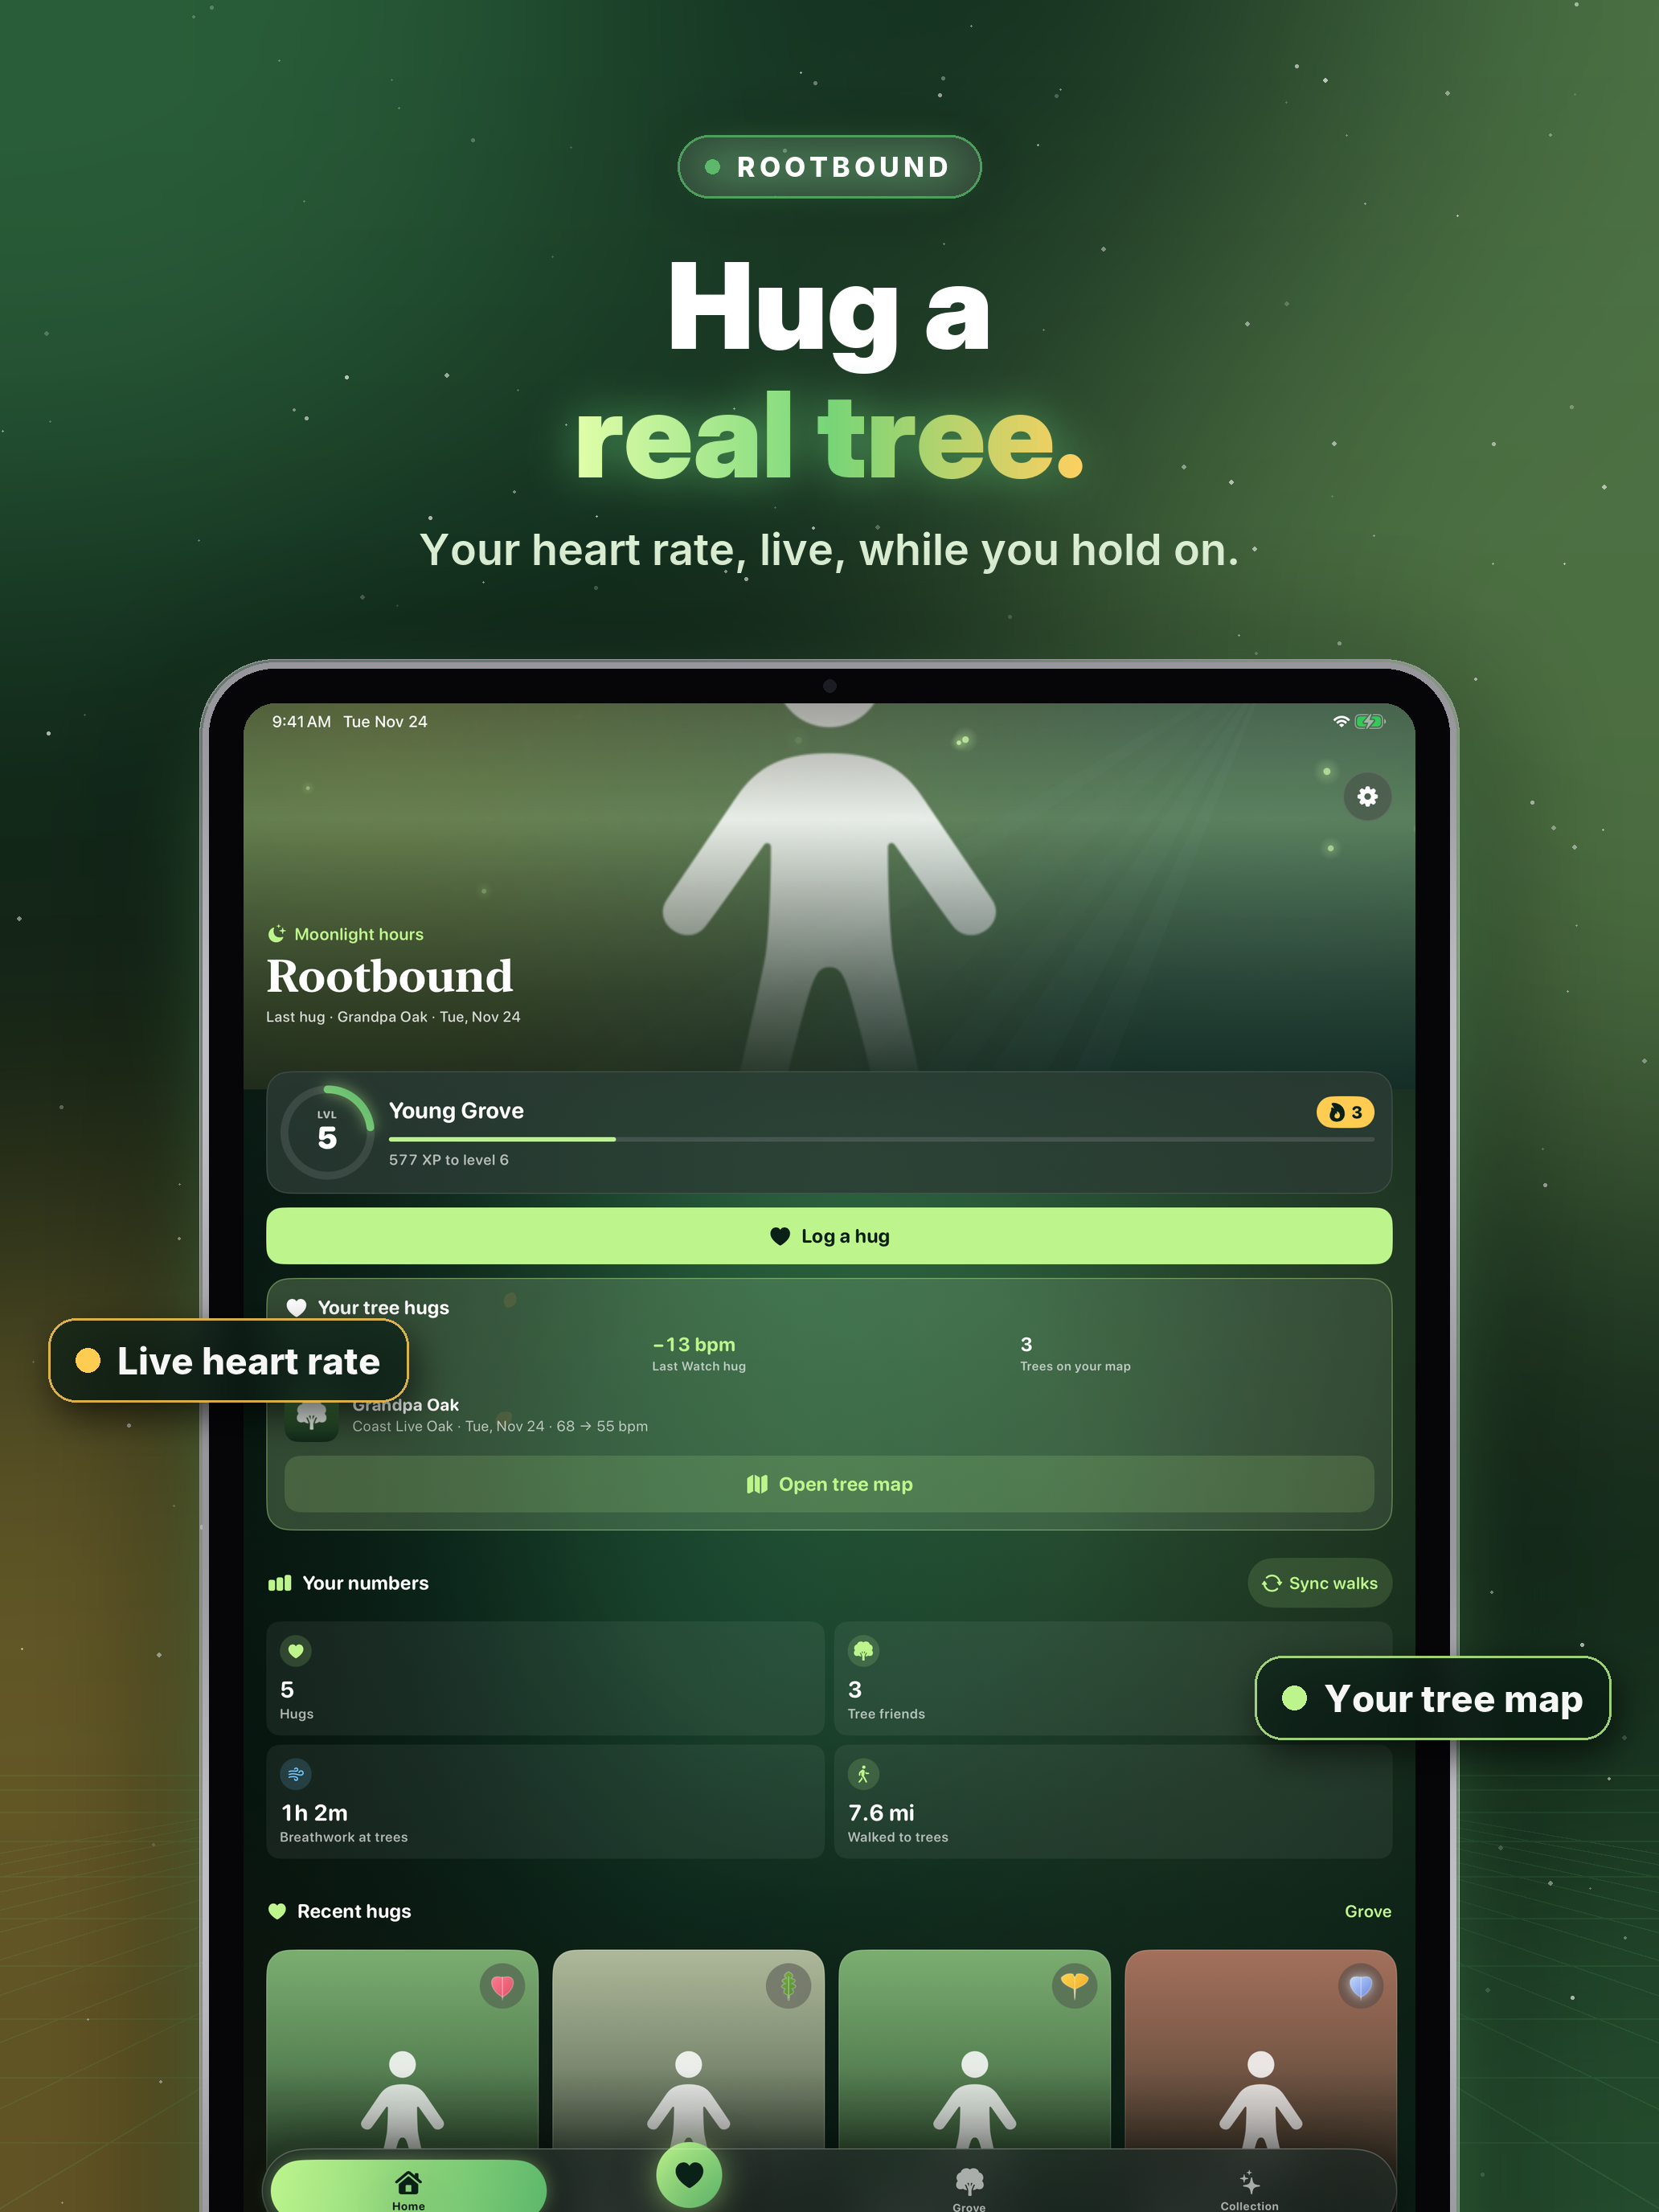 ROOTBOUND
Hug a
real tree.
Your heart rate, live, while you hold on.
9:41 AM Tue Nov 24
Moonlight hours
Rootbound
Last hug · Grandpa Oak · Tue, Nov 24
LVL
5
Young Grove
3
577 XP to level 6
Log a hug
Your tree hugs
Live heart rate
−13 bpm
Last Watch hug
3
Trees on your map
Grandpa Oak
Coast Live Oak · Tue, Nov 24 · 68 → 55 bpm
Open tree map
Your numbers
Sync walks
5
Hugs
3
Tree friends
Your tree map
1h 2m
Breathwork at trees
7.6 mi
Walked to trees
Recent hugs
Grove
Home
Grove
Collection